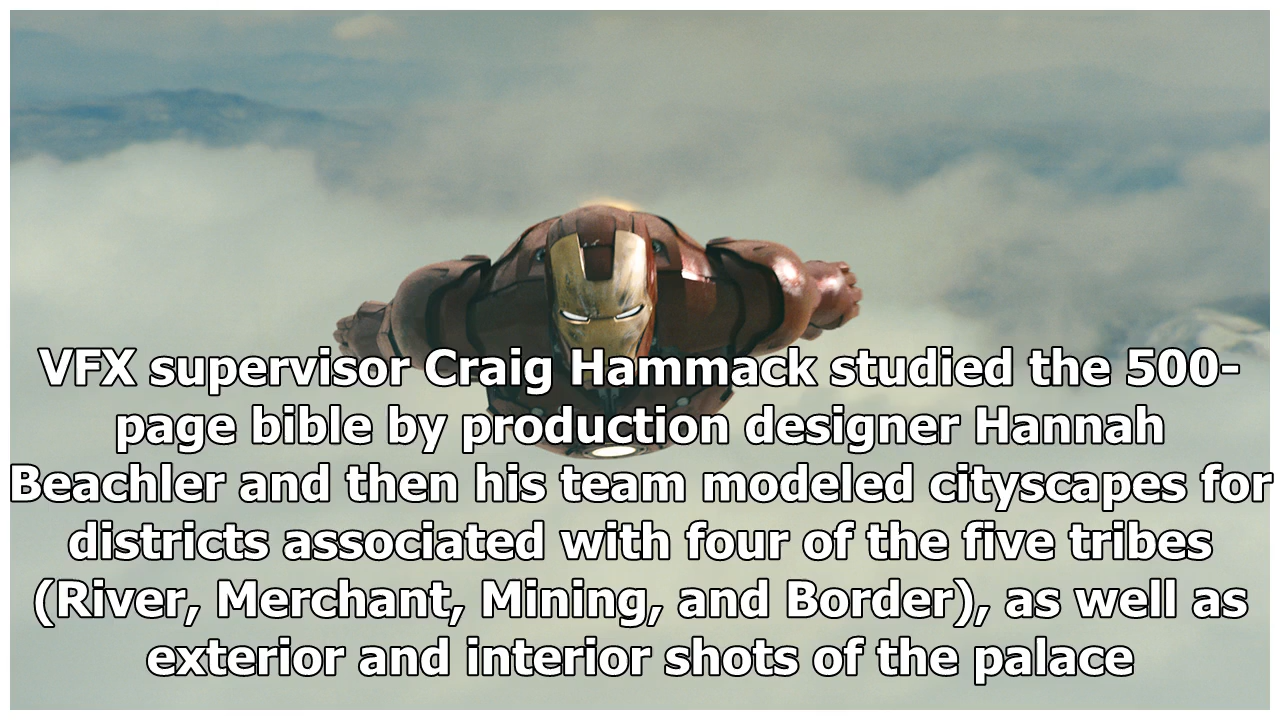 VFX supervisor Craig Hammack studied the 500-
page bible by production designer Hannah
Beachler and then his team modeled cityscapes for
districts associated with four of the five tribes
(River, Merchant, Mining, and Border), as well as
exterior and interior shots of the palace